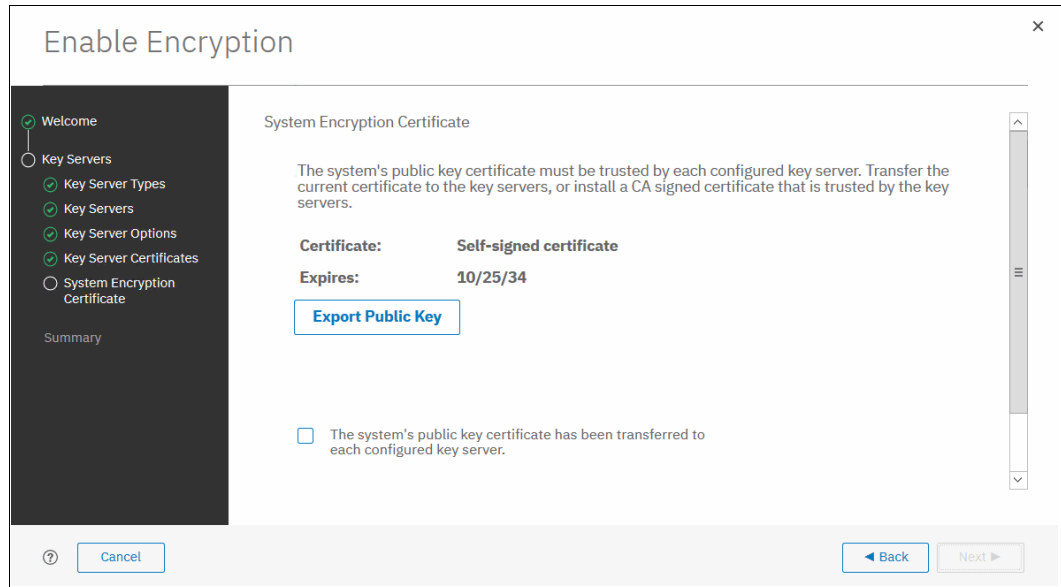 Enable Encryption
Welcome
Key Servers
Key Server Types
Key Servers
Key Server Options
Key Server Certificates
System Encryption
Certificate
Summary
System Encryption Certificate
The system's public key certificate must be trusted by each configured key server. Transfer the
current certificate to the key servers, or install a CA signed certificate that is trusted by the key
servers.
Certificate: Self-signed certificate
Expires: 10/25/34
Export Public Key
The system's public key certificate has been transferred to
each configured key server.
Cancel
Back
Next